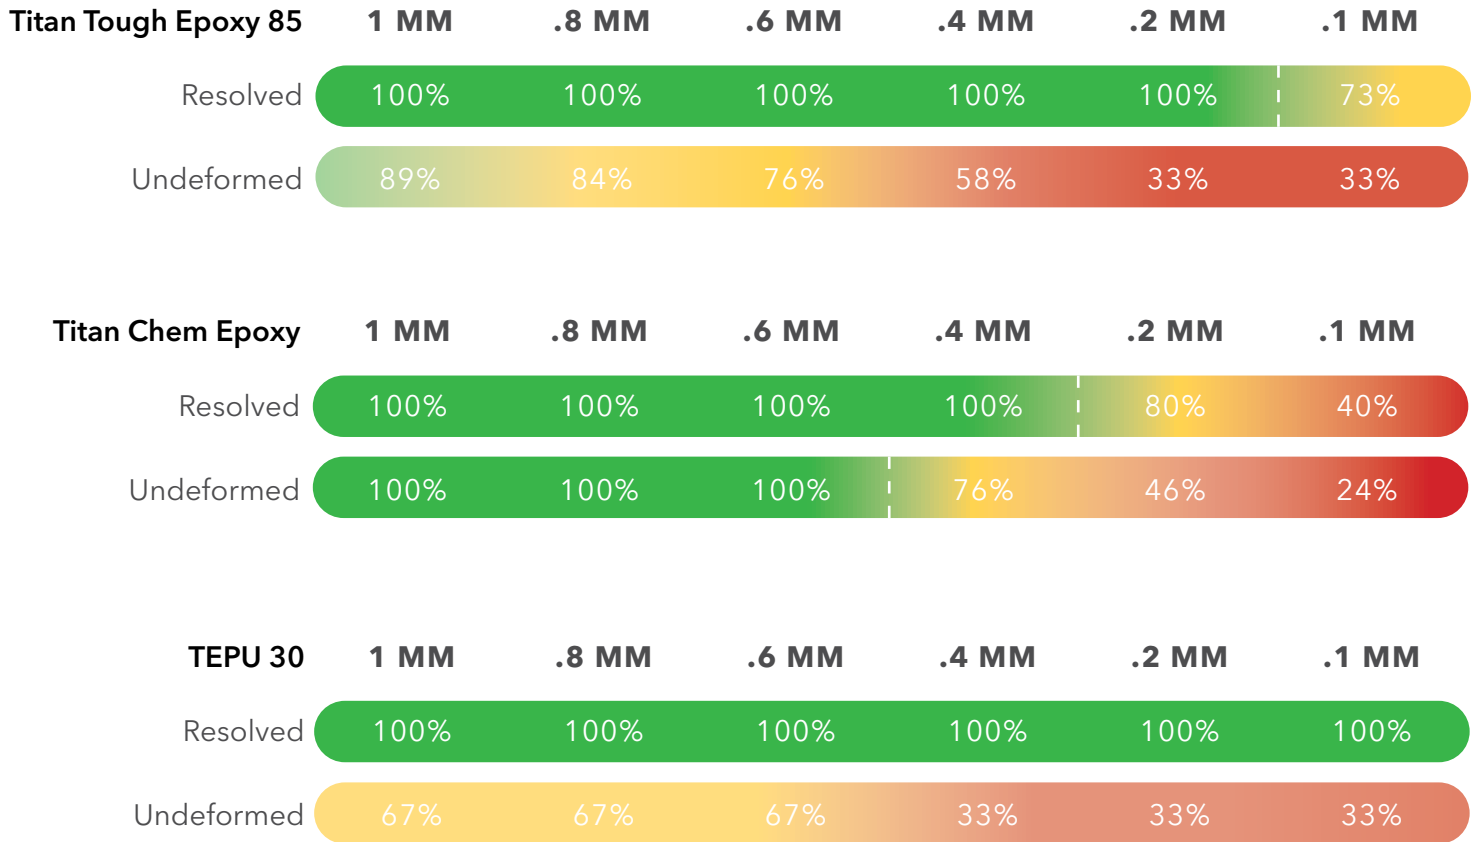 Titan Tough Epoxy 85 1 MM .8 MM .6 MM .4 MM .2 MM .1 MM
Resolved 100% 100% 100% 100% 100% 73%
Undeformed 89% 84% 76% 58% 33% 33%
Titan Chem Epoxy 1 MM .8 MM .6 MM .4 MM .2 MM .1 MM
Resolved 100% 100% 100% 100% 80% 40%
Undeformed 100% 100% 100% 76% 46% 24%
TEPU 30 1 MM .8 MM .6 MM .4 MM .2 MM .1 MM
Resolved 100% 100% 100% 100% 100% 100%
Undeformed 67% 67% 67% 33% 33% 33%